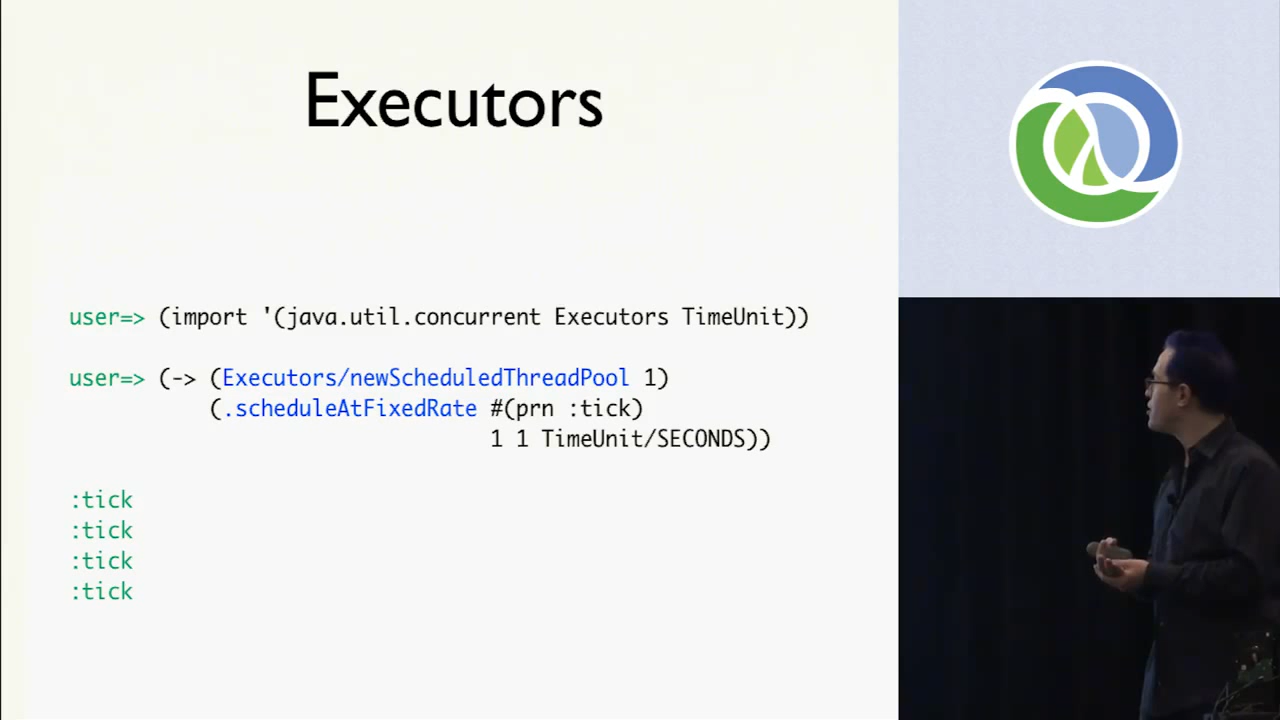 Executors
user=> (import '(java.util.concurrent Executors TimeUnit))
user=> (-> (Executors/newScheduledThreadPool 1)
(.scheduleAtFixedRate #(prn :tick)
1 1 TimeUnit/SECONDS))
:tick
:tick
:tick
:tick